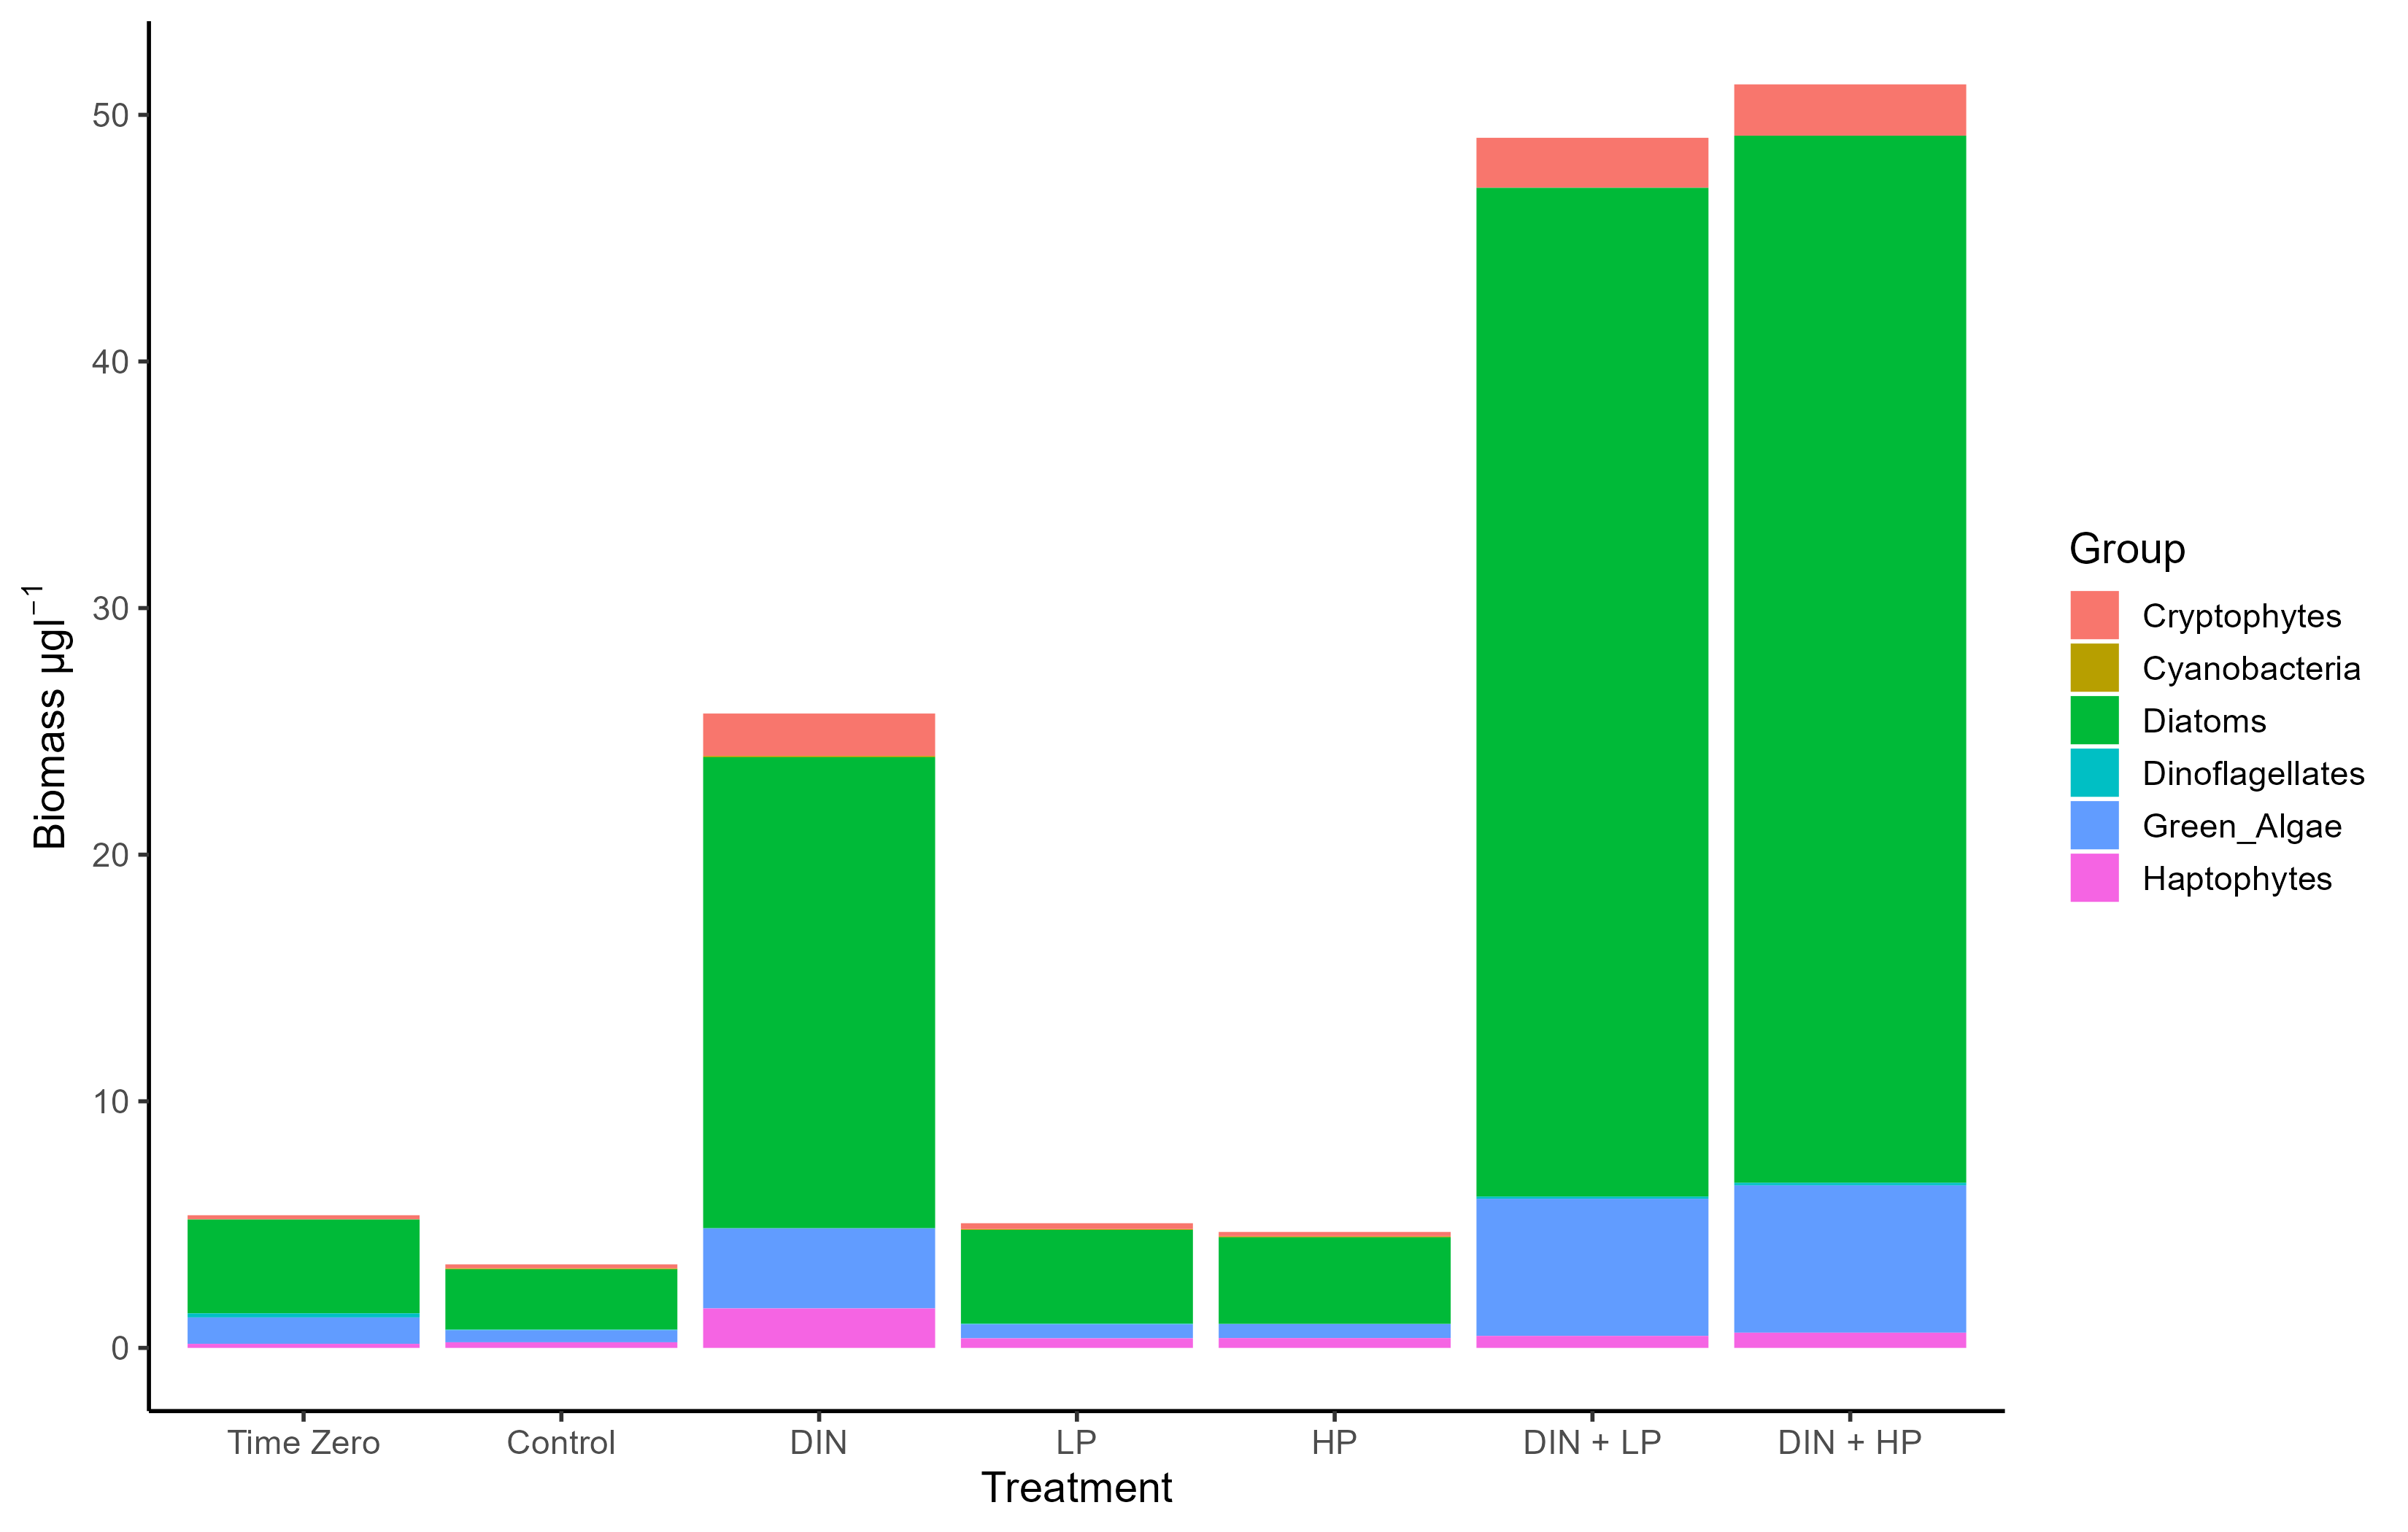 50
40
30
20
10
0
Biomass µgl⁻¹
Time Zero Control DIN LP HP DIN + LP DIN + HP
Treatment
Group
Cryptophytes
Cyanobacteria
Diatoms
Dinoflagellates
Green_Algae
Haptophytes